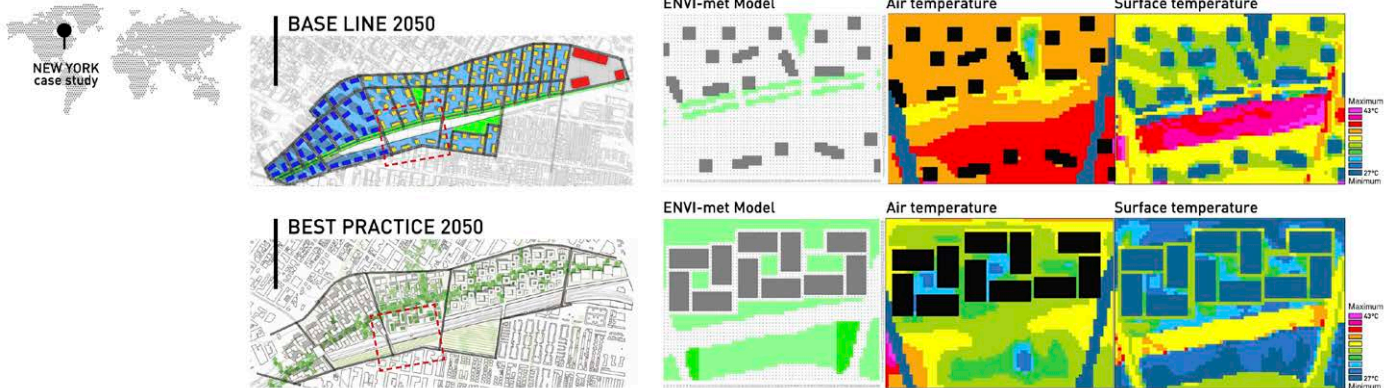 NEW YORK
case study
BASE LINE 2050
ENVI-met Model
Air temperature
Surface temperature
Maximum
43°C
27°C
Minimum
BEST PRACTICE 2050
ENVI-met Model
Air temperature
Surface temperature
Maximum
43°C
27°C
Minimum